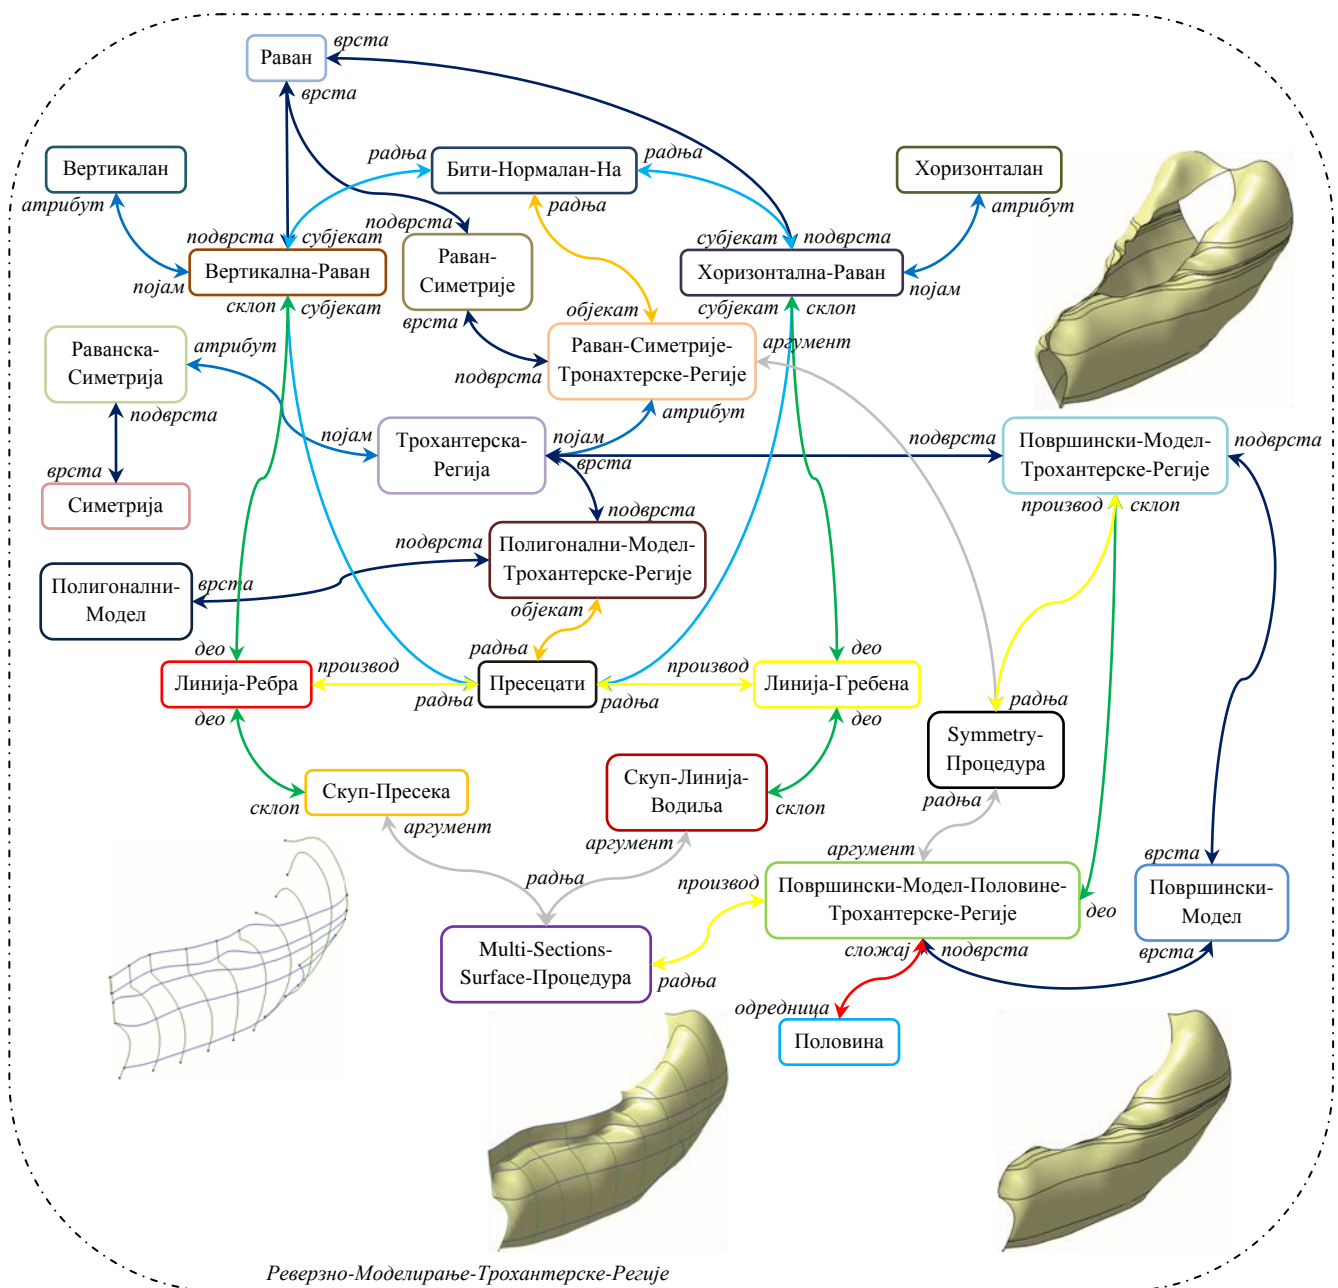 врста
Раван
врста
Вертикалан
радња
Бити-Нормалан-На
радња
Хоризонталан
атрибут
радња
атрибут
подврста
подврста
субјекат
Раван-
Симетрије
субјекат
подврста
Вертикална-Раван
Хоризонтална-Раван
појам
појам
склоп
субјекат
врста
објекат
субјекат
склоп
Раванска-
Симетрија
атрибут
Раван-Симетрије-
Тронахтерске-Регије
аргумент
подврста
подврста
атрибут
појам
Трохантерска-
Регија
појам
врста
подврста
Површински-Модел-
Трохантерске-Регије
подврста
врста
Симетрија
подврста
производ
склоп
подврста
Полигонални-Модел-
Трохантерске-Регије
Полигонални-
Модел
врста
објекат
део
радња
део
Линија-Ребра
производ
Пресецати
производ
Линија-Гребена
радња
радња
радња
део
део
Symmetry-
Процедура
Скуп-Пресека
Скуп-Линија-
Водиља
склоп
склоп
радња
аргумент
аргумент
аргумент
врста
радња
производ
Површински-Модел-Половине-
Трохантерске-Регије
Површински-
Модел
део
Multi-Sections-
Surface-Процедура
сложај
подврста
врста
радња
одредница
Половина
Реверзно-Моделирање-Трохантерске-Регије